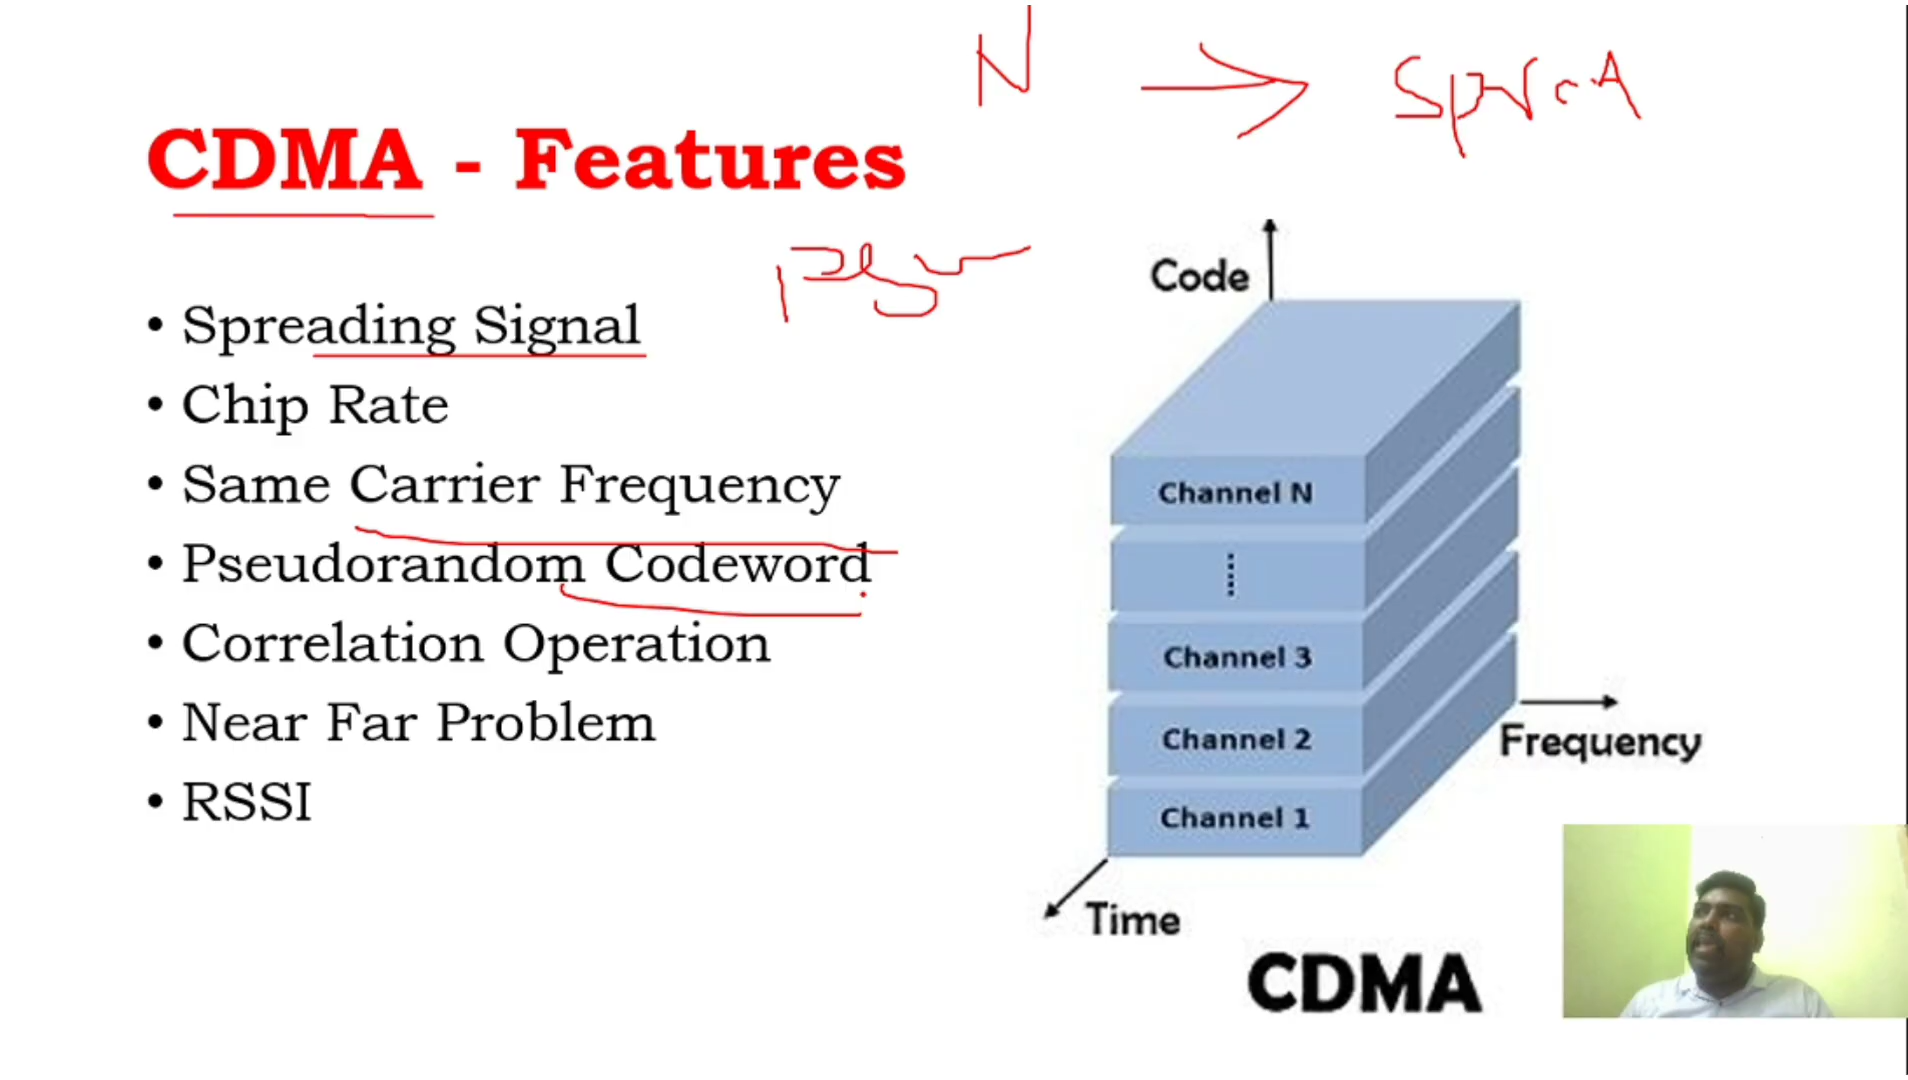 N → Spread
CDMA - Features
• Spreading Signal
• Chip Rate
• Same Carrier Frequency
• Pseudorandom Codeword
• Correlation Operation
• Near Far Problem
• RSSI
Code
Channel N
Channel 3
Channel 2
Channel 1
Frequency
Time
CDMA